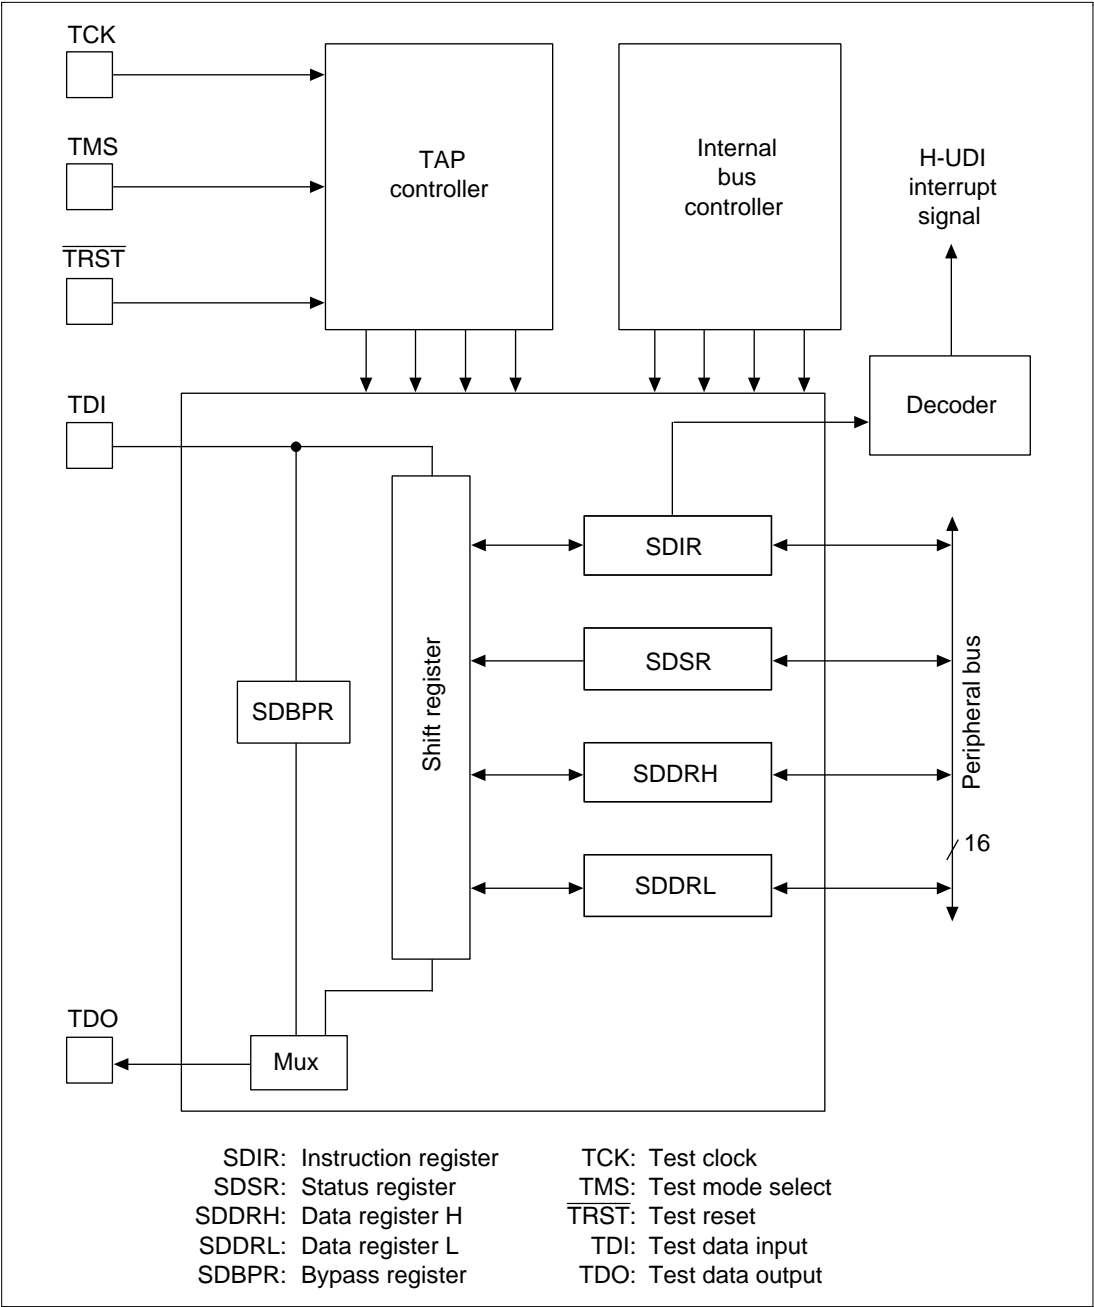 TCK
TMS
TRST
TAP
controller
Internal
bus
controller
H-UDI
interrupt
signal
TDI
Decoder
SDIR
SDSR
SDBPR
Shift register
Peripheral bus
SDDRH
16
SDDRL
TDO
Mux
SDIR: Instruction register
SDSR: Status register
SDDRH: Data register H
SDDRL: Data register L
SDBPR: Bypass register
TCK: Test clock
TMS: Test mode select
TRST: Test reset
TDI: Test data input
TDO: Test data output